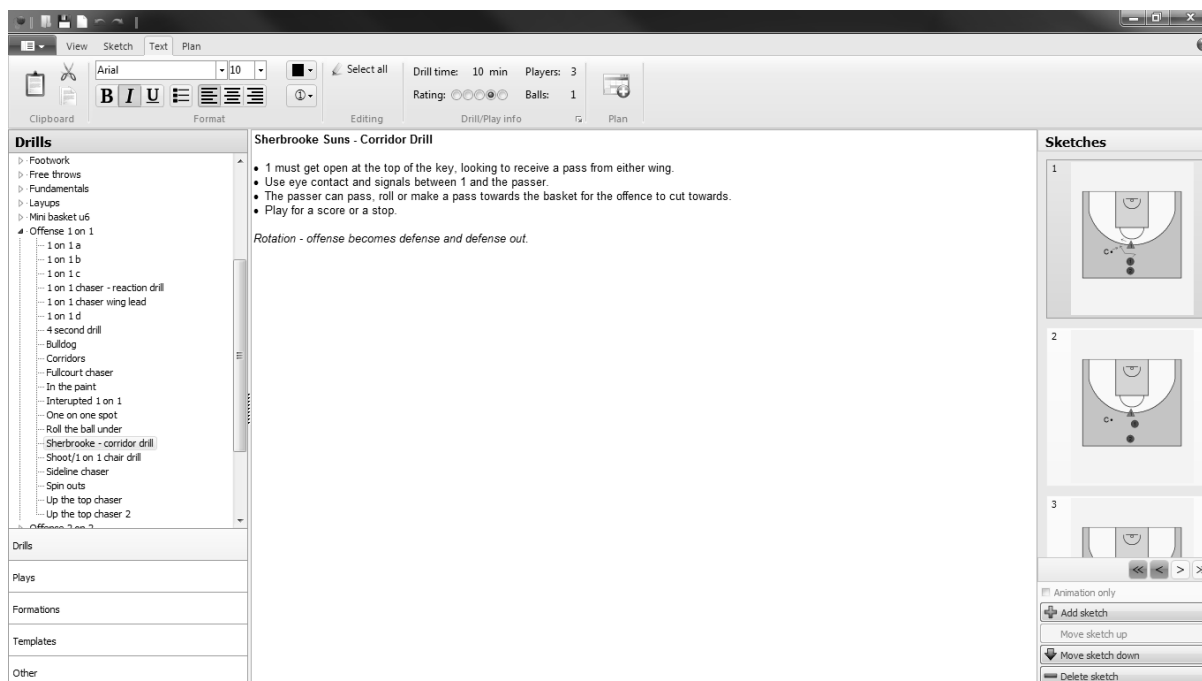 View Sketch Text Plan
Arial 10
Select all
B I U
Drill time: 10 min Players: 3
Rating: Balls: 1
Clipboard Format Editing Drill/Play info Plan
Drills
Footwork
Free throws
Fundamentals
Layups
Mini basket u6
Offense 1 on 1
1 on 1 a
1 on 1 b
1 on 1 c
1 on 1 chaser - reaction drill
1 on 1 chaser wing lead
1 on 1 d
4 second drill
Bulldog
Corridors
Fullcourt chaser
In the paint
Interupted 1 on 1
One on one spot
Roll the ball under
Sherbrooke - corridor drill
Shoot/1 on 1 chair drill
Sideline chaser
Spin outs
Up the top chaser
Up the top chaser 2
Offense 2 on 2
Drills
Plays
Formations
Templates
Other
Sherbrooke Suns - Corridor Drill
• 1 must get open at the top of the key, looking to receive a pass from either wing.
• Use eye contact and signals between 1 and the passer.
• The passer can pass, roll or make a pass towards the basket for the offence to cut towards.
• Play for a score or a stop.
Rotation - offense becomes defense and defense out.
Sketches
1
C
2
C
3
Animation only
Add sketch
Move sketch up
Move sketch down
Delete sketch